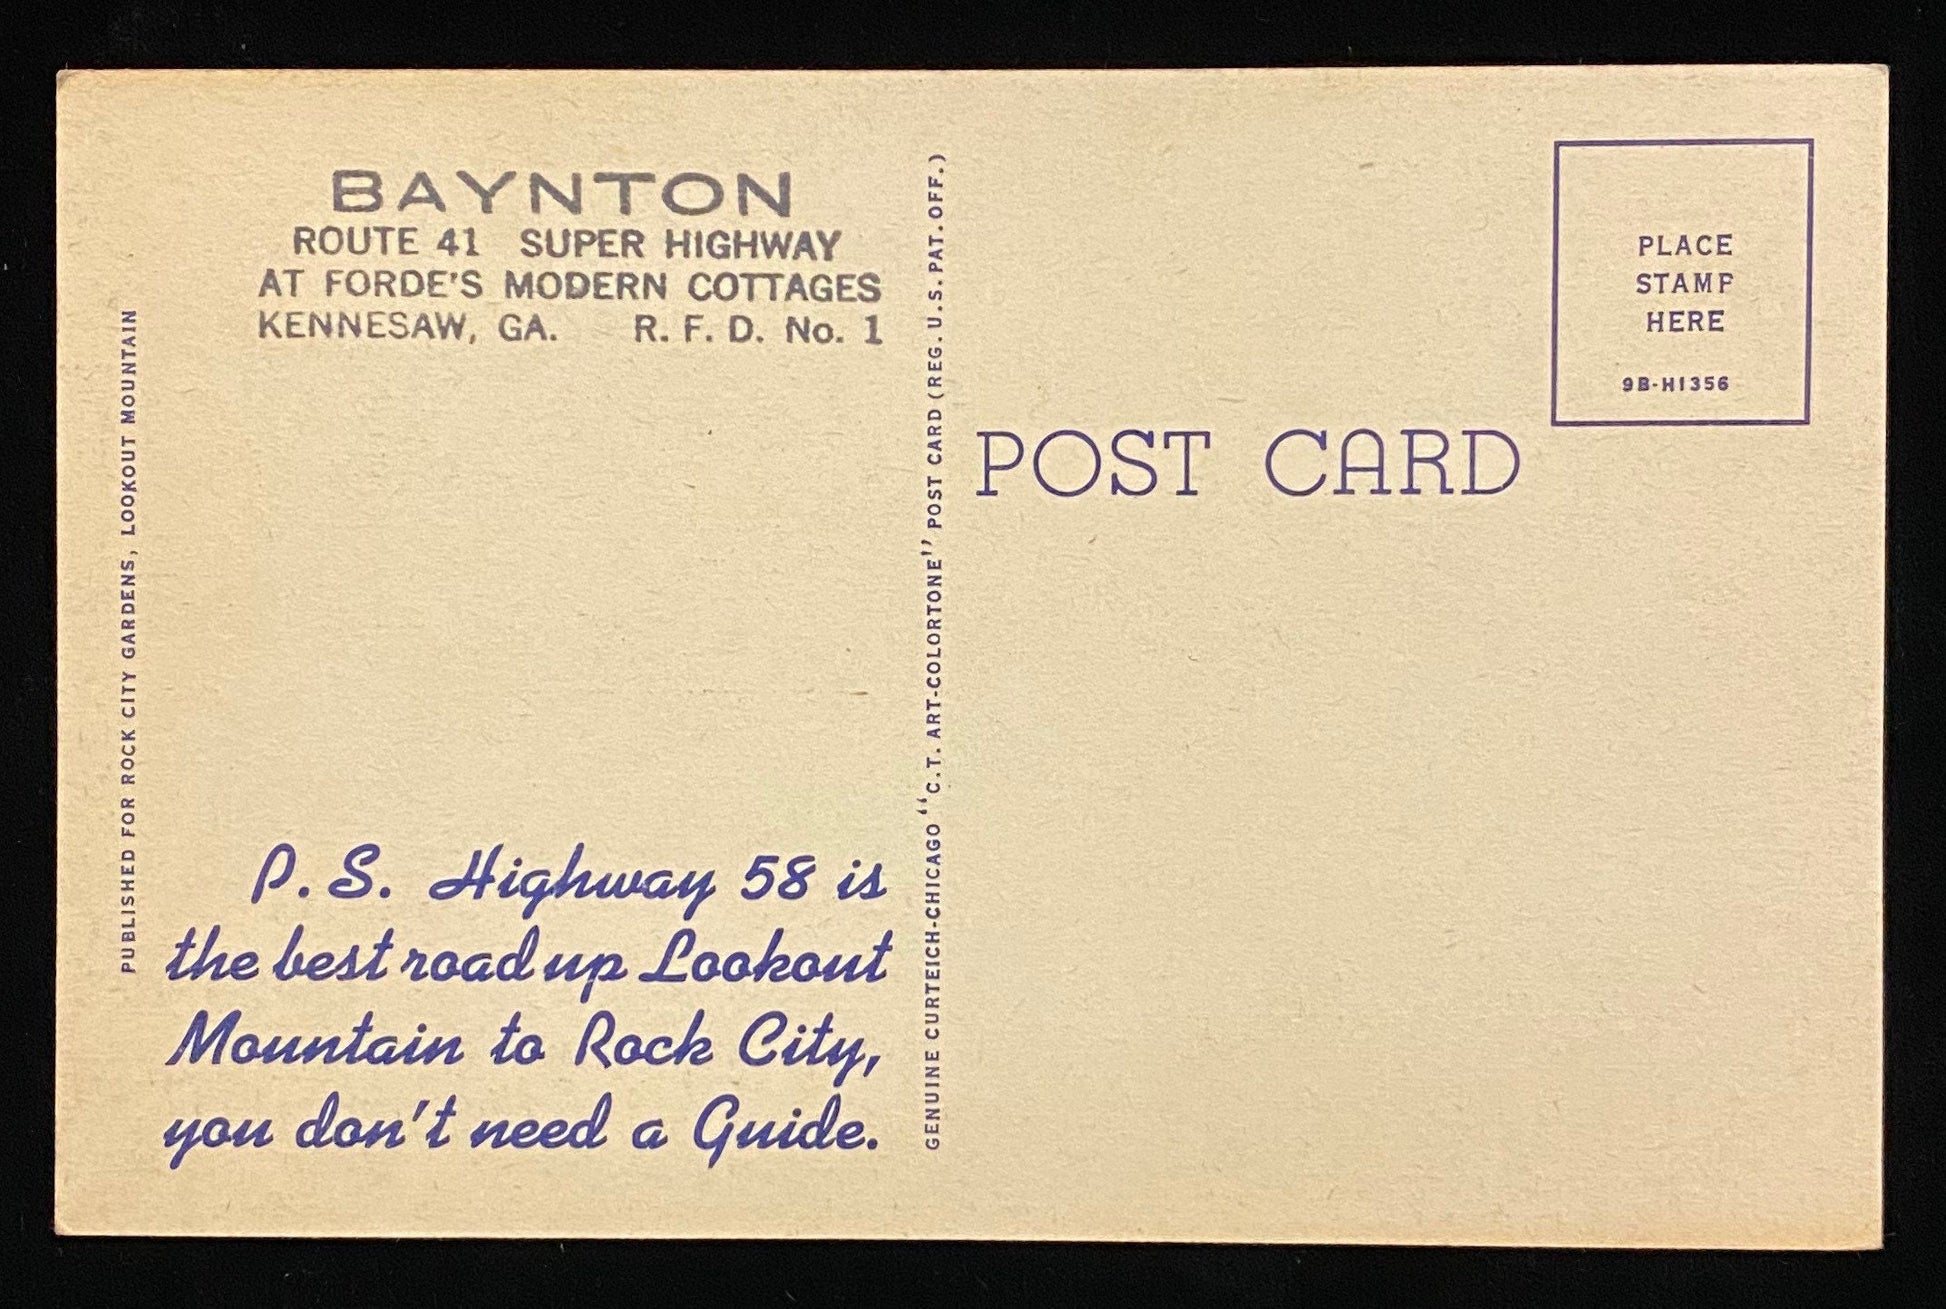 BAYNTON
ROUTE 41 SUPER HIGHWAY
AT FORDE'S MODERN COTTAGES
KENNESAW, GA. R. F. D. No. 1
PUBLISHED FOR ROCK CITY GARDENS, LOOKOUT MOUNTAIN
P. S. Highway 58 is
the best road up Lookout
Mountain to Rock City,
you don't need a Guide.
GENUINE CURTEICH-CHICAGO "C.T. ART-COLORTONE" POST CARD (REG. U.S. PAT. OFF.)
POST CARD
PLACE
STAMP
HERE
9B-H1356